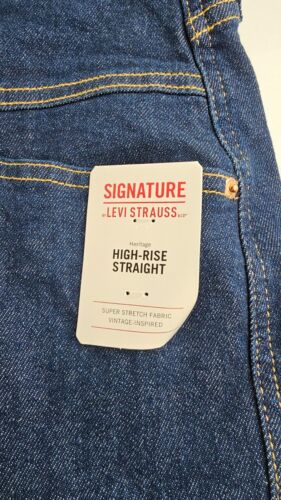 SIGNATURE
BY LEVI STRAUSS & CO
Heritage
HIGH-RISE
STRAIGHT
SUPER STRETCH FABRIC
VINTAGE-INSPIRED